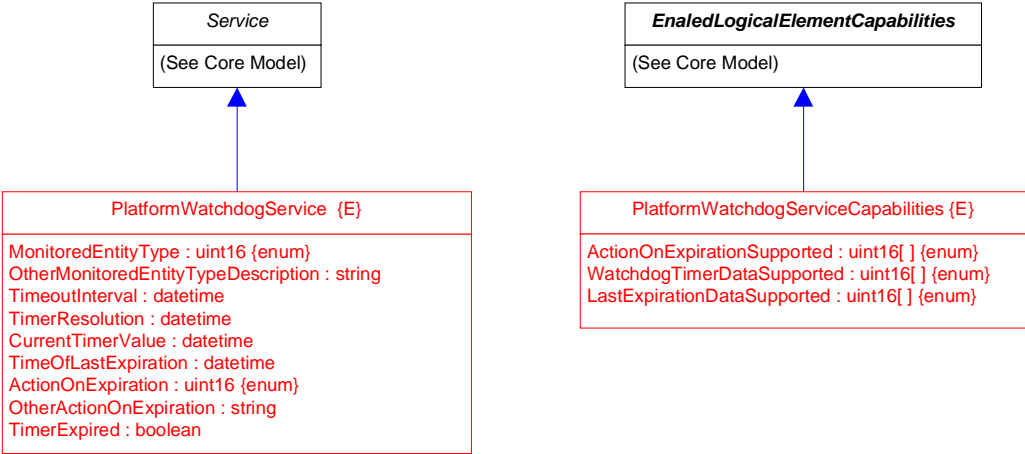 Service
(See Core Model)
EnaledLogicalElementCapabilities
(See Core Model)
PlatformWatchdogService {E}
MonitoredEntityType : uint16 {enum}
OtherMonitoredEntityTypeDescription : string
TimeoutInterval : datetime
TimerResolution : datetime
CurrentTimerValue : datetime
TimeOfLastExpiration : datetime
ActionOnExpiration : uint16 {enum}
OtherActionOnExpiration : string
TimerExpired : boolean
PlatformWatchdogServiceCapabilities {E}
ActionOnExpirationSupported : uint16[ ] {enum}
WatchdogTimerDataSupported : uint16[ ] {enum}
LastExpirationDataSupported : uint16[ ] {enum}